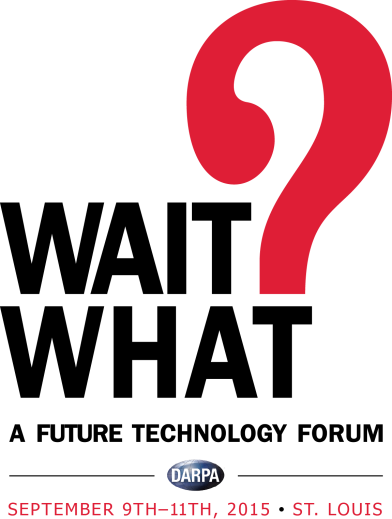 WAIT?
WHAT
A FUTURE TECHNOLOGY FORUM
DARPA
SEPTEMBER 9TH–11TH, 2015 • ST. LOUIS